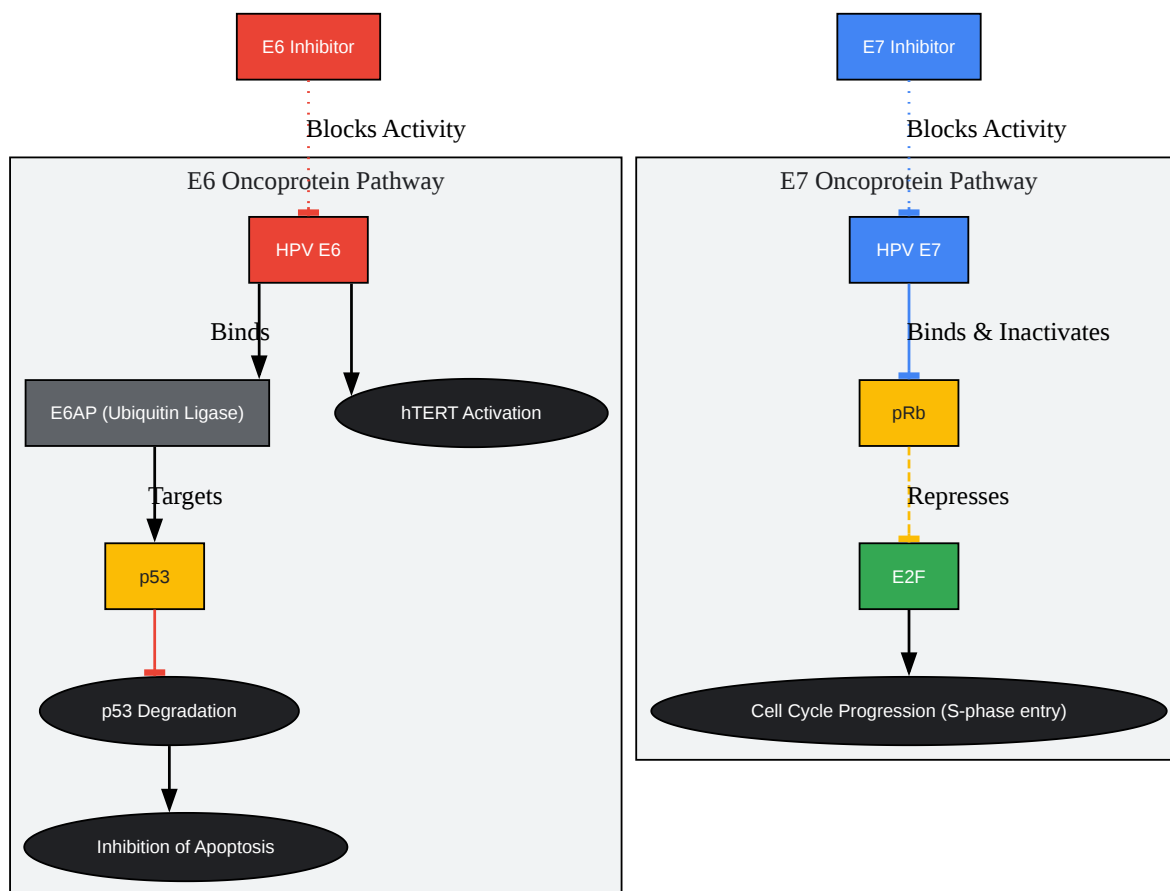 E6 Inhibitor
E7 Inhibitor
Blocks Activity
Blocks Activity
E6 Oncoprotein Pathway
E7 Oncoprotein Pathway
HPV E6
HPV E7
Binds
Binds & Inactivates
E6AP (Ubiquitin Ligase)
hTERT Activation
pRb
Targets
Represses
p53
E2F
p53 Degradation
Cell Cycle Progression (S-phase entry)
Inhibition of Apoptosis